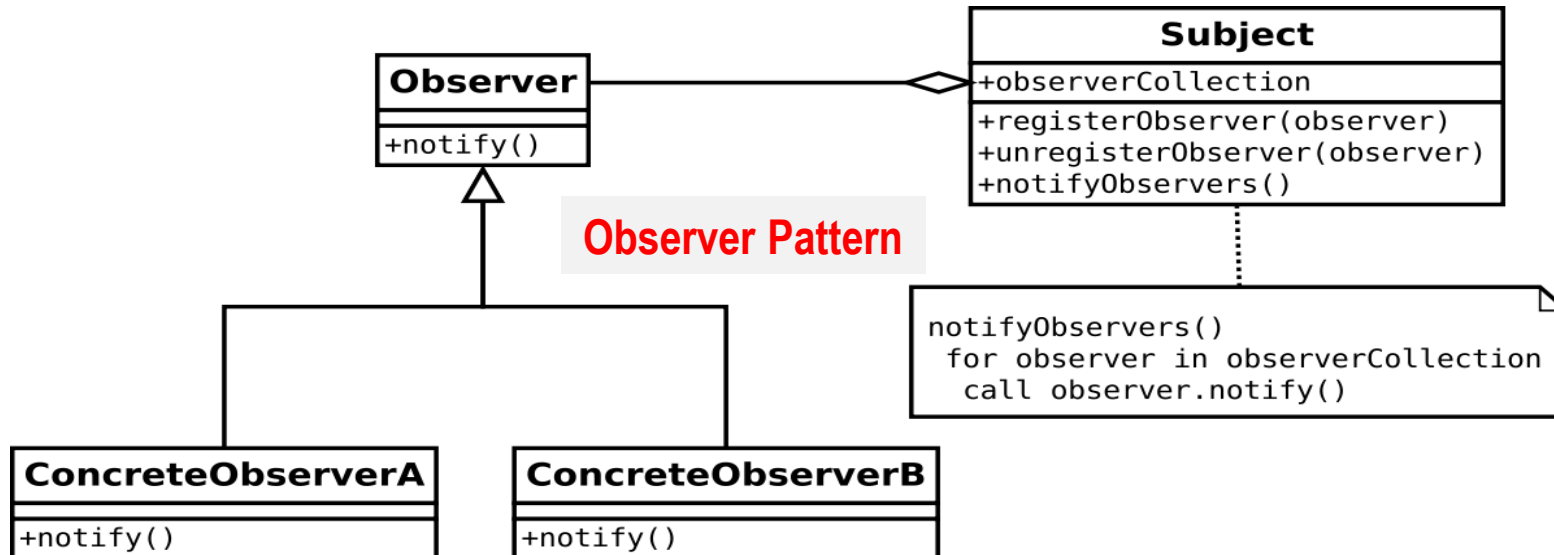 Subject
+observerCollection
+registerObserver(observer)
+unregisterObserver(observer)
+notifyObservers()
Observer
+notify()
Observer Pattern
notifyObservers()
for observer in observerCollection
call observer.notify()
ConcreteObserverA
+notify()
ConcreteObserverB
+notify()